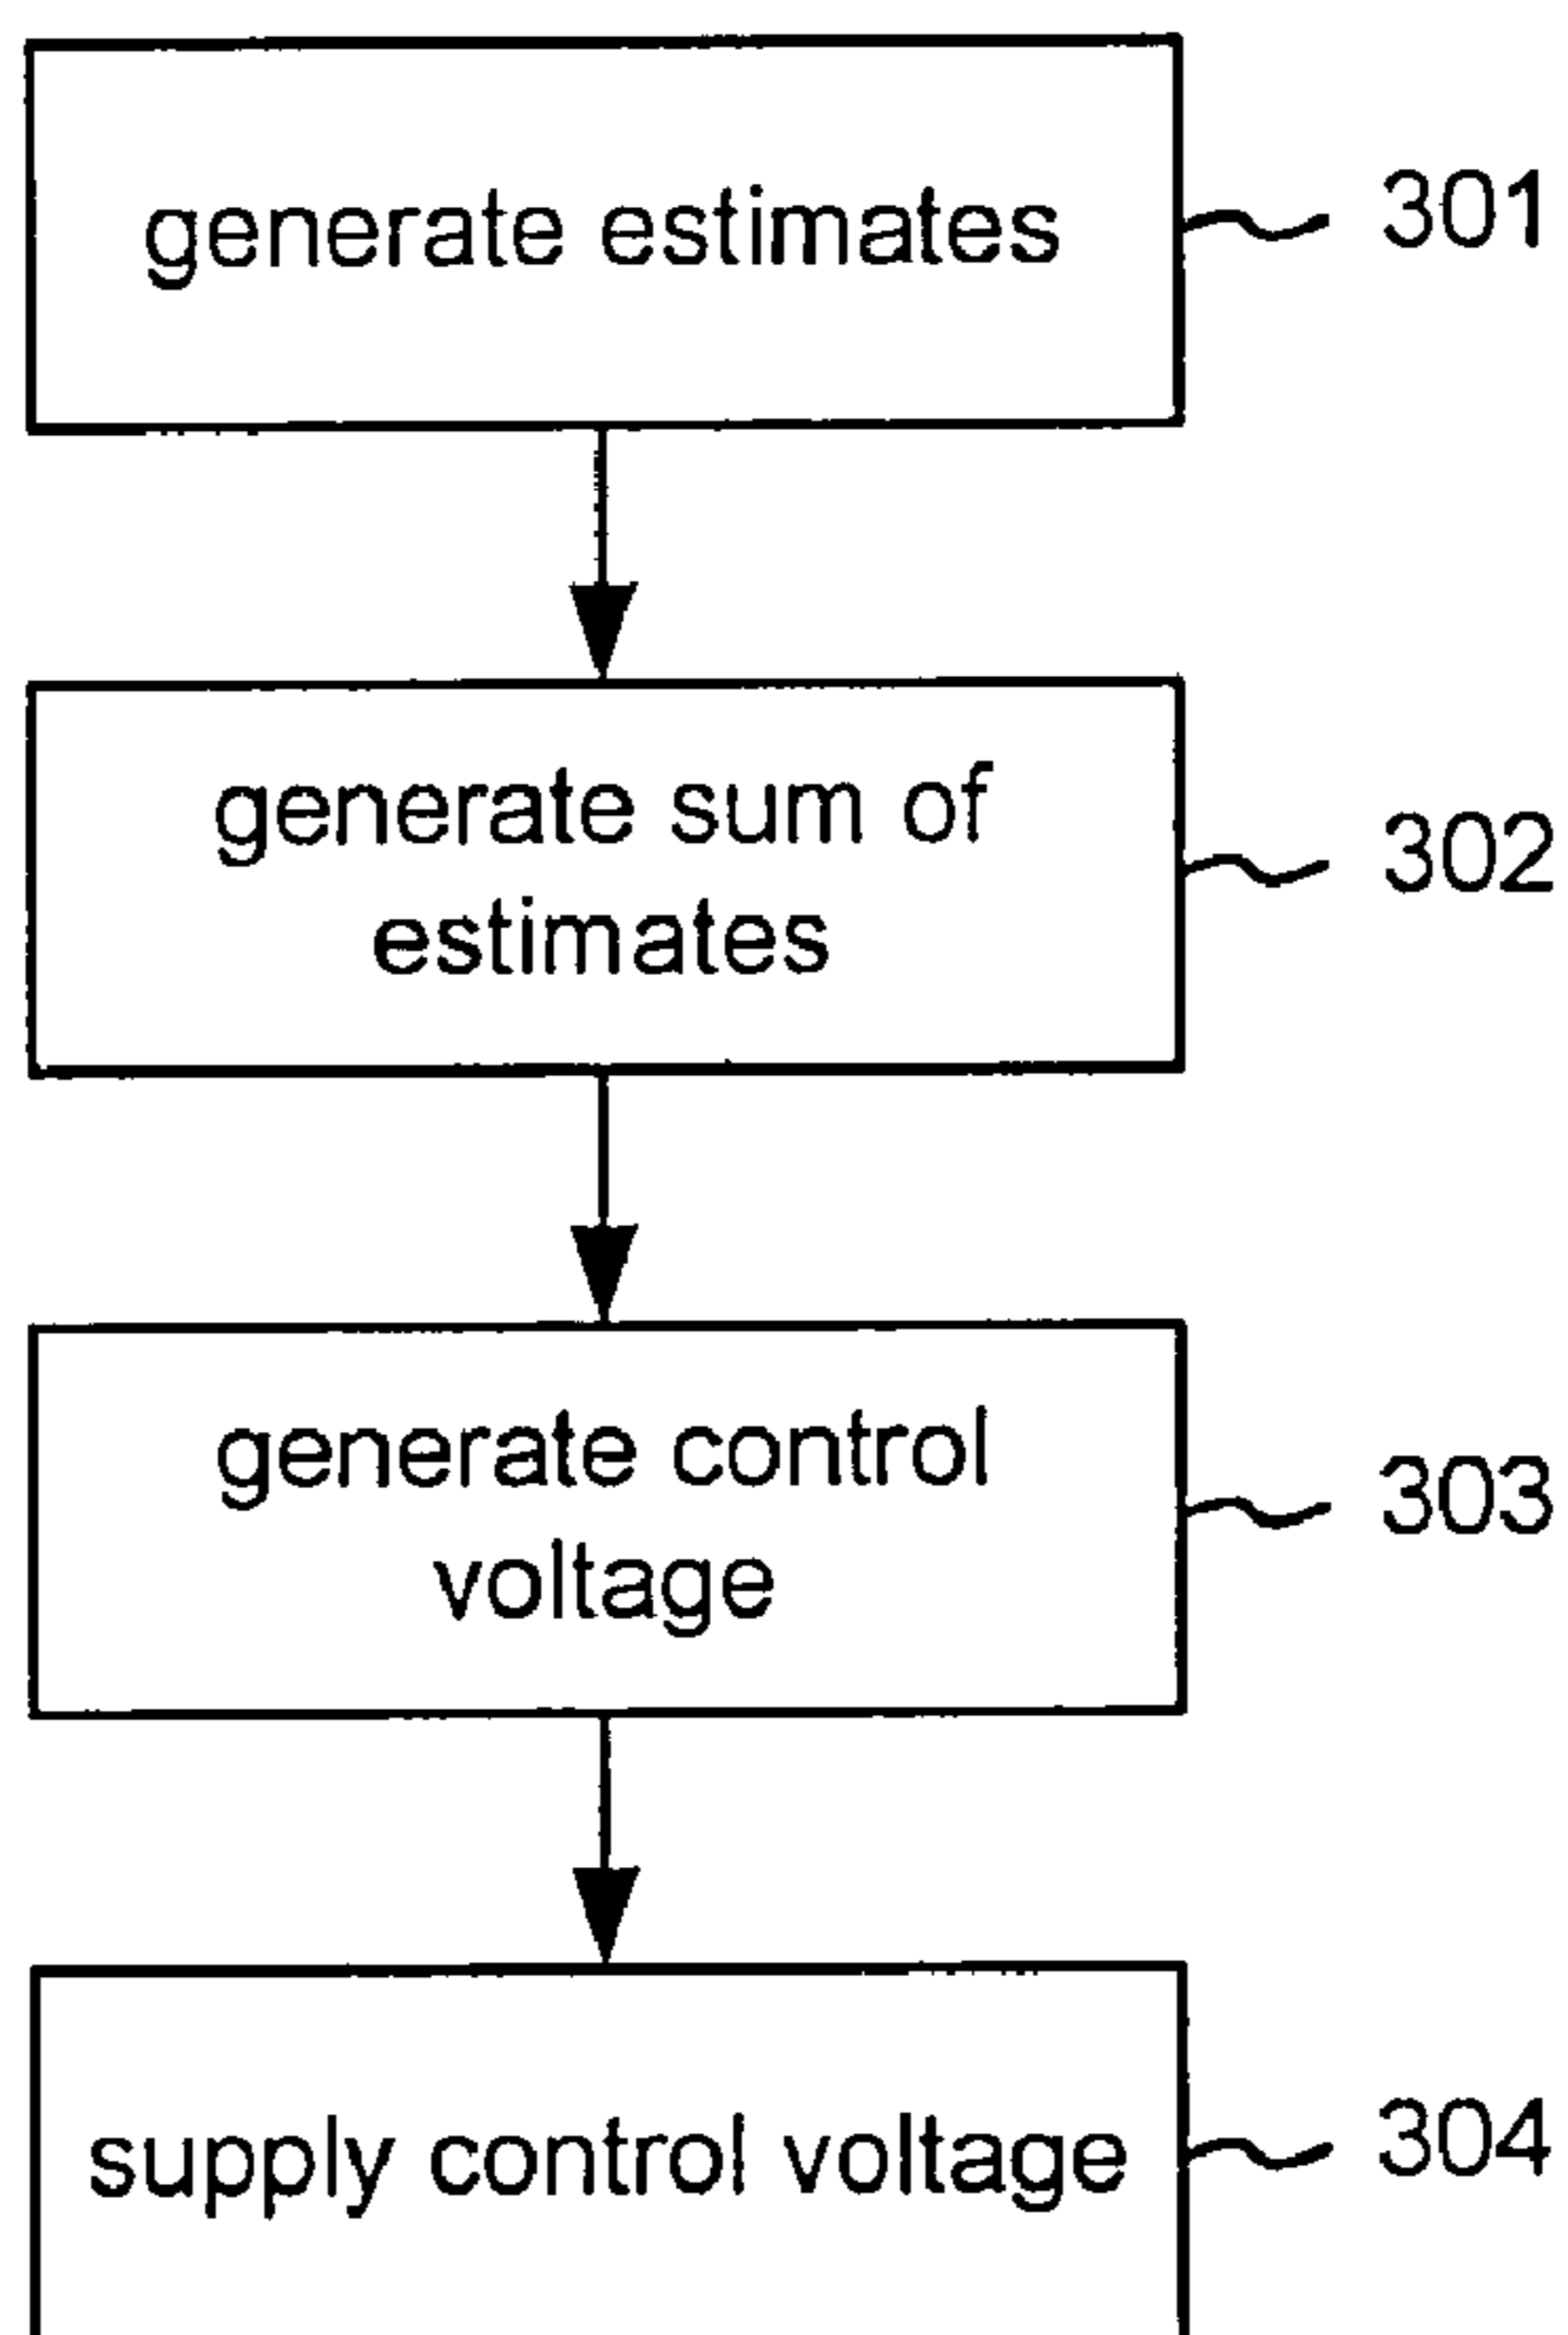 generate estimates
301
generate sum of
estimates
302
generate control
voltage
303
supply control voltage
304